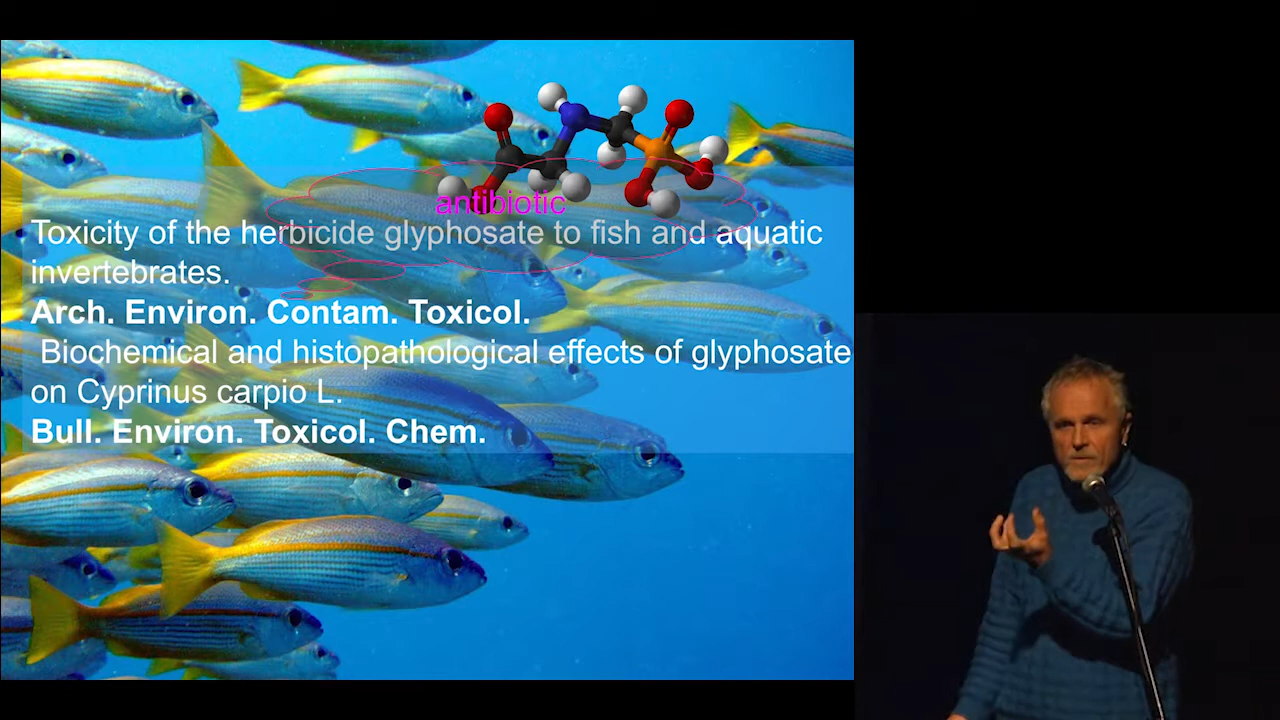 antibiotic
Toxicity of the herbicide glyphosate to fish and aquatic
invertebrates.
Arch. Environ. Contam. Toxicol.
Biochemical and histopathological effects of glyphosate
on Cyprinus carpio L.
Bull. Environ. Toxicol. Chem.